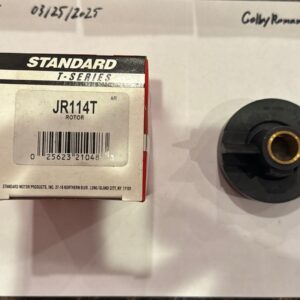 03/25/2025
Colby Roman
STANDARD
T-SERIES
JR114T
ROTOR
0 25623 21048
STANDARD MOTOR PRODUCTS, INC. 37-18 NORTHERN BLVD. LONG ISLAND CITY, NY 11101